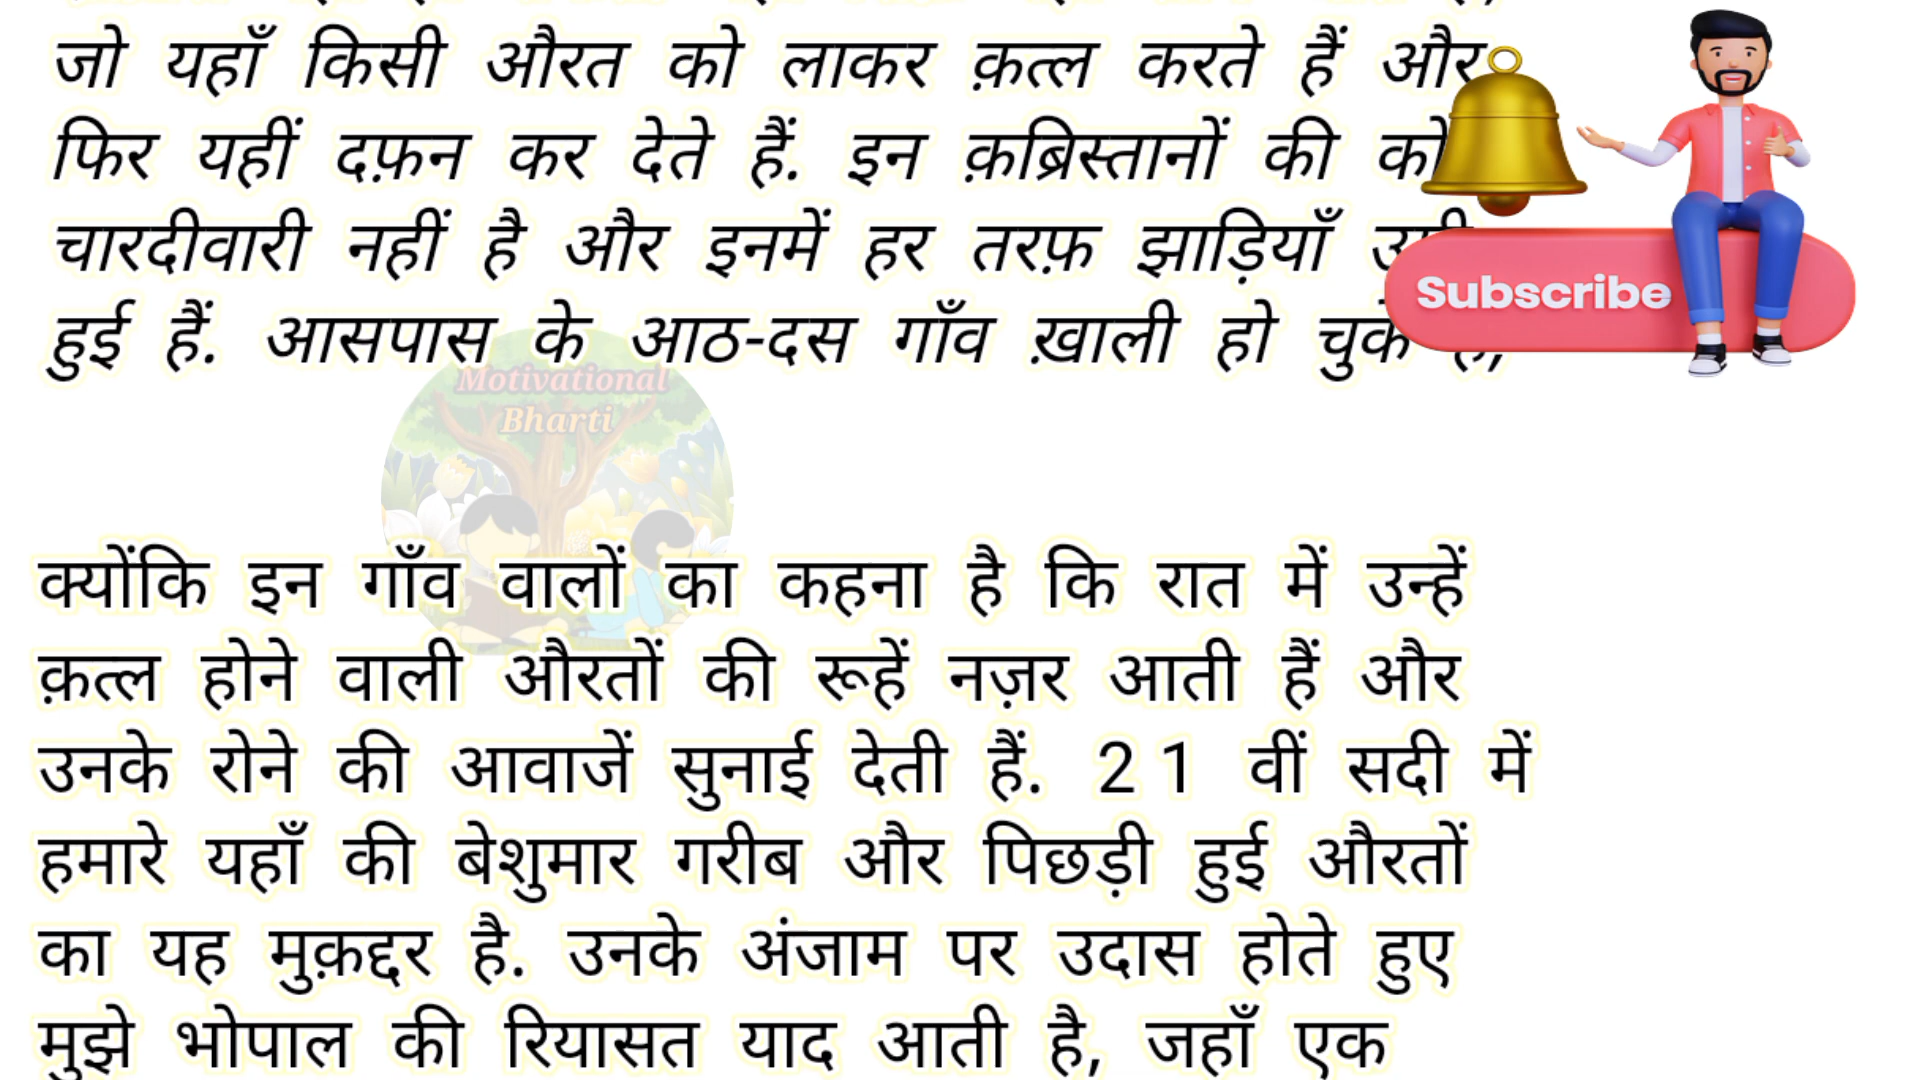 जो यहाँ किसी औरत को लाकर क़त्ल करते हैं और
फिर यहीं दफ़न कर देते हैं. इन क़ब्रिस्तानों की
चारदीवारी नहीं है और इनमें हर तरफ़ झाड़ियाँ
हुई हैं. आसपास के आठ-दस गाँव ख़ाली हो चुके
Subscribe
Motivational
Bharti
क्योंकि इन गाँव वालों का कहना है कि रात में उन्हें
क़त्ल होने वाली औरतों की रूहें नज़र आती हैं और
उनके रोने की आवाजें सुनाई देती हैं. 21 वीं सदी में
हमारे यहाँ की बेशुमार गरीब और पिछड़ी हुई औरतों
का यह मुक़द्दर है. उनके अंजाम पर उदास होते हुए
मुझे भोपाल की रियासत याद आती है, जहाँ एक